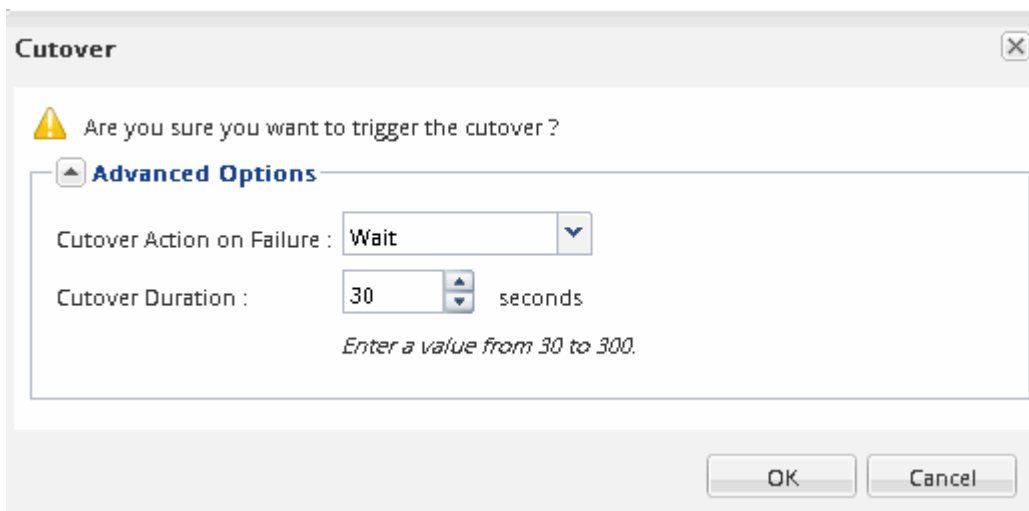 Cutover
Are you sure you want to trigger the cutover ?
Advanced Options
Cutover Action on Failure : Wait
Cutover Duration : 30 seconds
Enter a value from 30 to 300.
OK Cancel